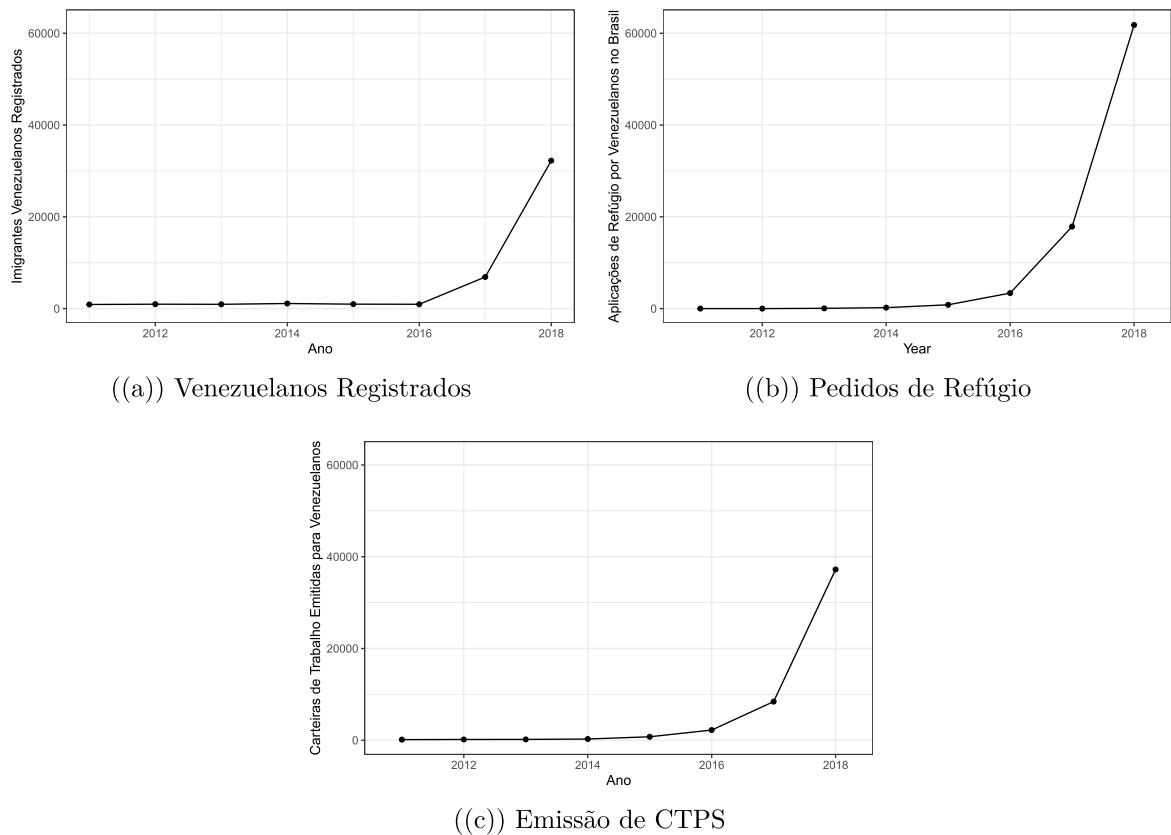 Imigrantes Venezuelanos Registrados
60000
40000
20000
0
2012
2014
2016
2018
Ano
((a)) Venezuelanos Registrados
Aplicações de Refúgio por Venezuelanos no Brasil
60000
40000
20000
0
2012
2014
2016
2018
Year
((b)) Pedidos de Refúgio
Carteiras de Trabalho Emitidas para Venezuelanos
60000
40000
20000
0
2012
2014
2016
2018
Ano
((c)) Emissão de CTPS